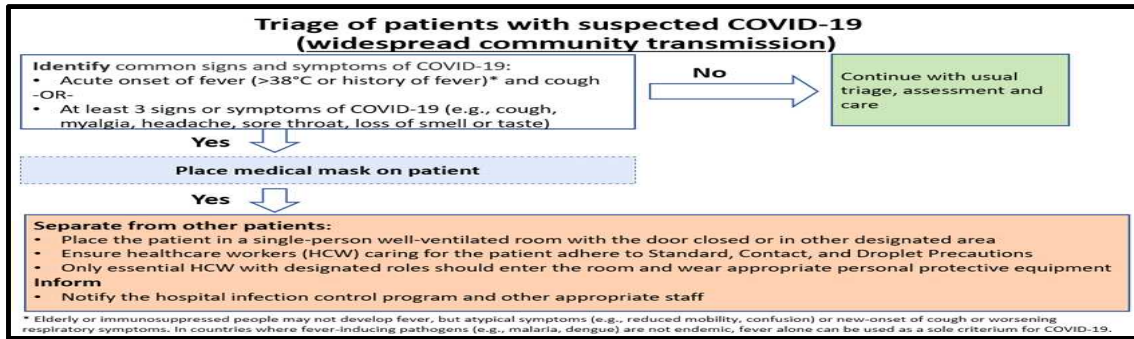 Triage of patients with suspected COVID-19
(widespread community transmission)
Identify common signs and symptoms of COVID-19:
• Acute onset of fever (>38°C or history of fever)* and cough
-OR-
• At least 3 signs or symptoms of COVID-19 (e.g., cough,
myalgia, headache, sore throat, loss of smell or taste)
No
Continue with usual
triage, assessment and
care
Yes
Place medical mask on patient
Yes
Separate from other patients:
• Place the patient in a single-person well-ventilated room with the door closed or in other designated area
• Ensure healthcare workers (HCW) caring for the patient adhere to Standard, Contact, and Droplet Precautions
• Only essential HCW with designated roles should enter the room and wear appropriate personal protective equipment
Inform
• Notify the hospital infection control program and other appropriate staff
* Elderly or immunosuppressed people may not develop fever, but atypical symptoms (e.g., reduced mobility, confusion) or new-onset of cough or worsening
respiratory symptoms. In countries where fever-inducing pathogens (e.g., malaria, dengue) are not endemic, fever alone can be used as a sole criterium for COVID-19.